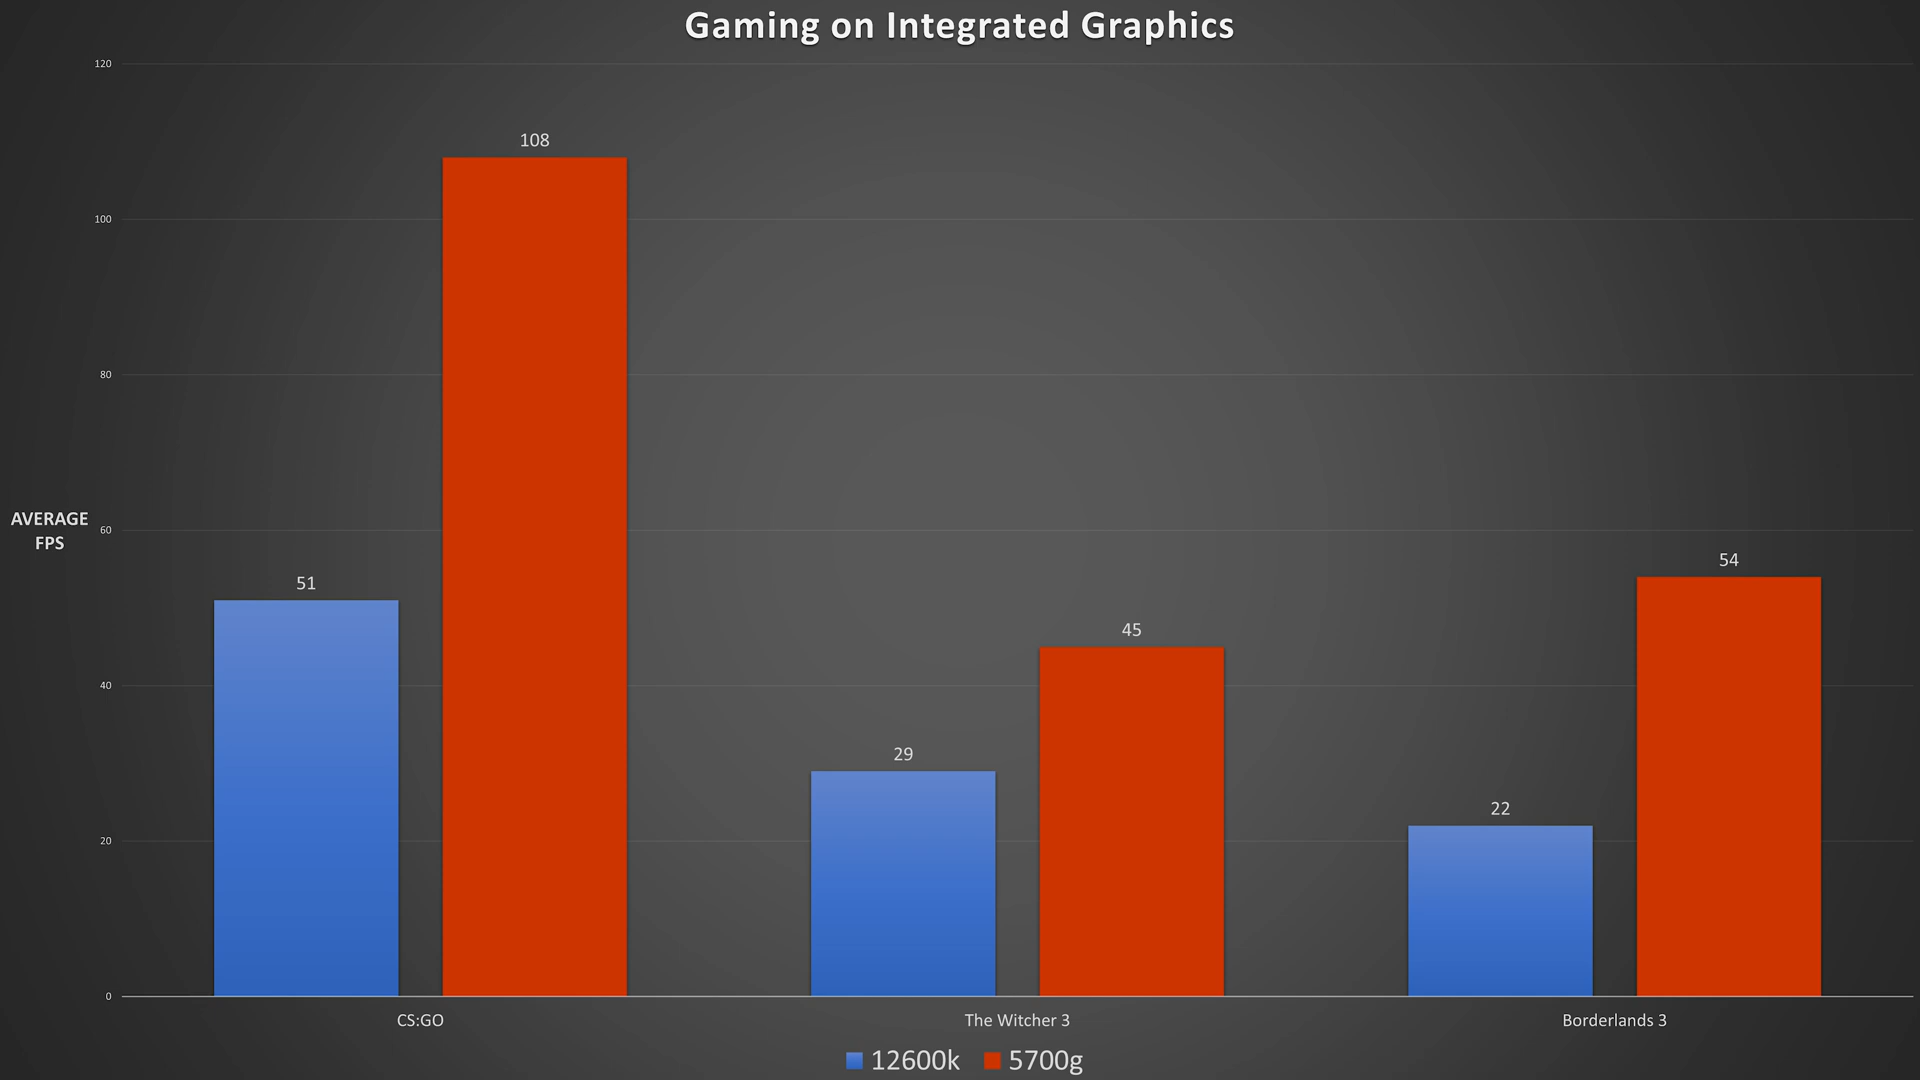 Gaming on Integrated Graphics
120
108
100
80
AVERAGE
FPS
60
54
51
45
40
29
22
20
0
CS:GO
The Witcher 3
Borderlands 3
12600k
5700g